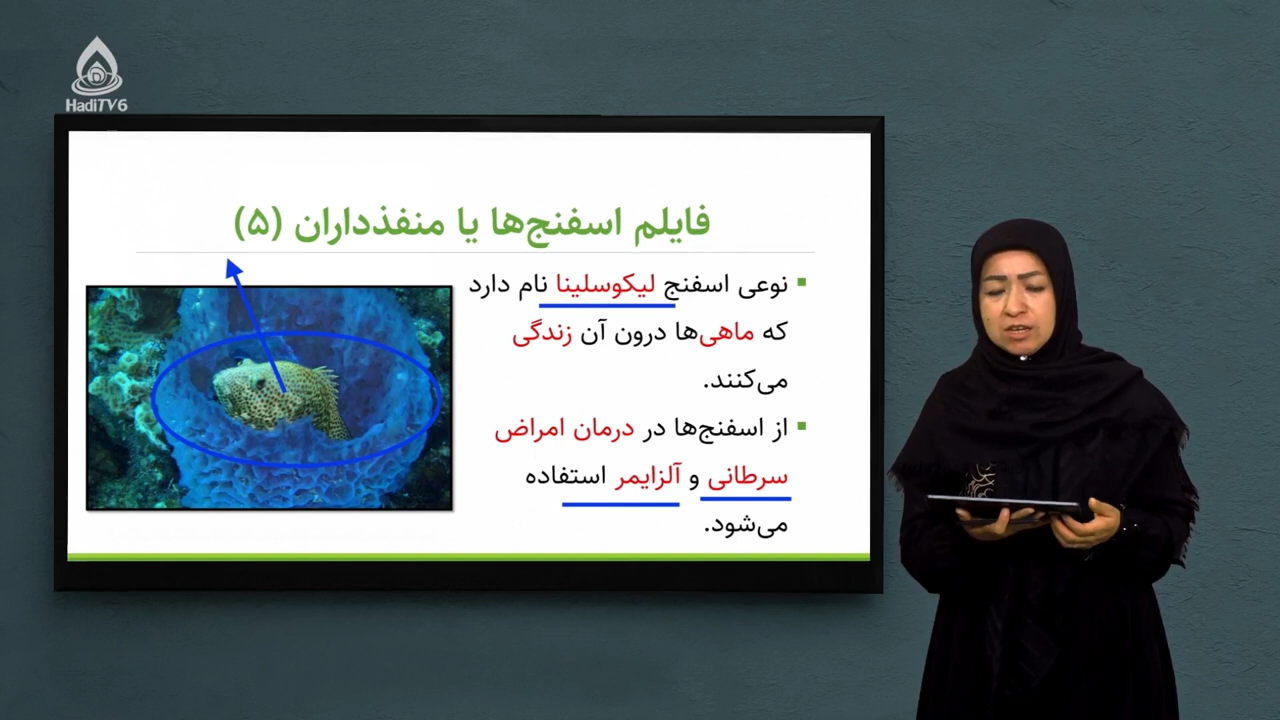 HadiTV6
فایلم اسفنج‌ها یا منفذداران (۵)
نوعی اسفنج لیکوسلینا نام دارد
که ماهی‌ها درون آن زندگی
می‌کنند.
از اسفنج‌ها در درمان امراض
سرطانی و آلزایمر استفاده
می‌شود.